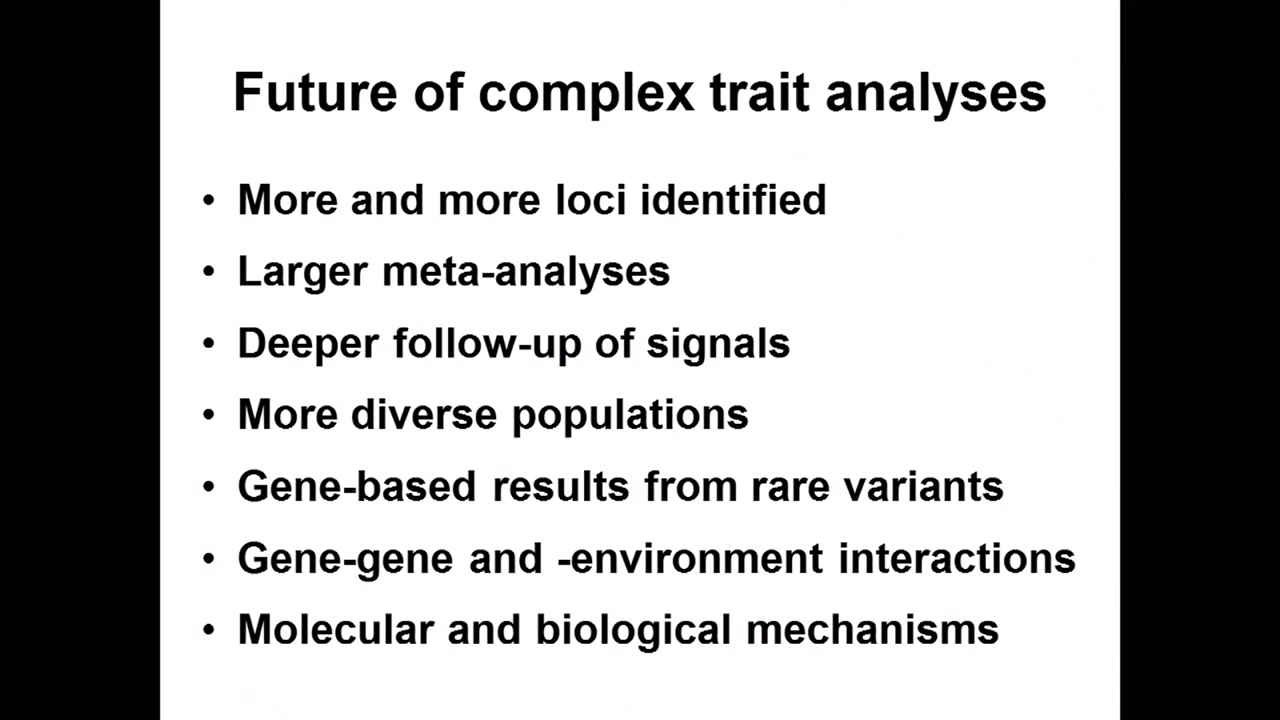 Future of complex trait analyses
• More and more loci identified
• Larger meta-analyses
• Deeper follow-up of signals
• More diverse populations
• Gene-based results from rare variants
• Gene-gene and -environment interactions
• Molecular and biological mechanisms